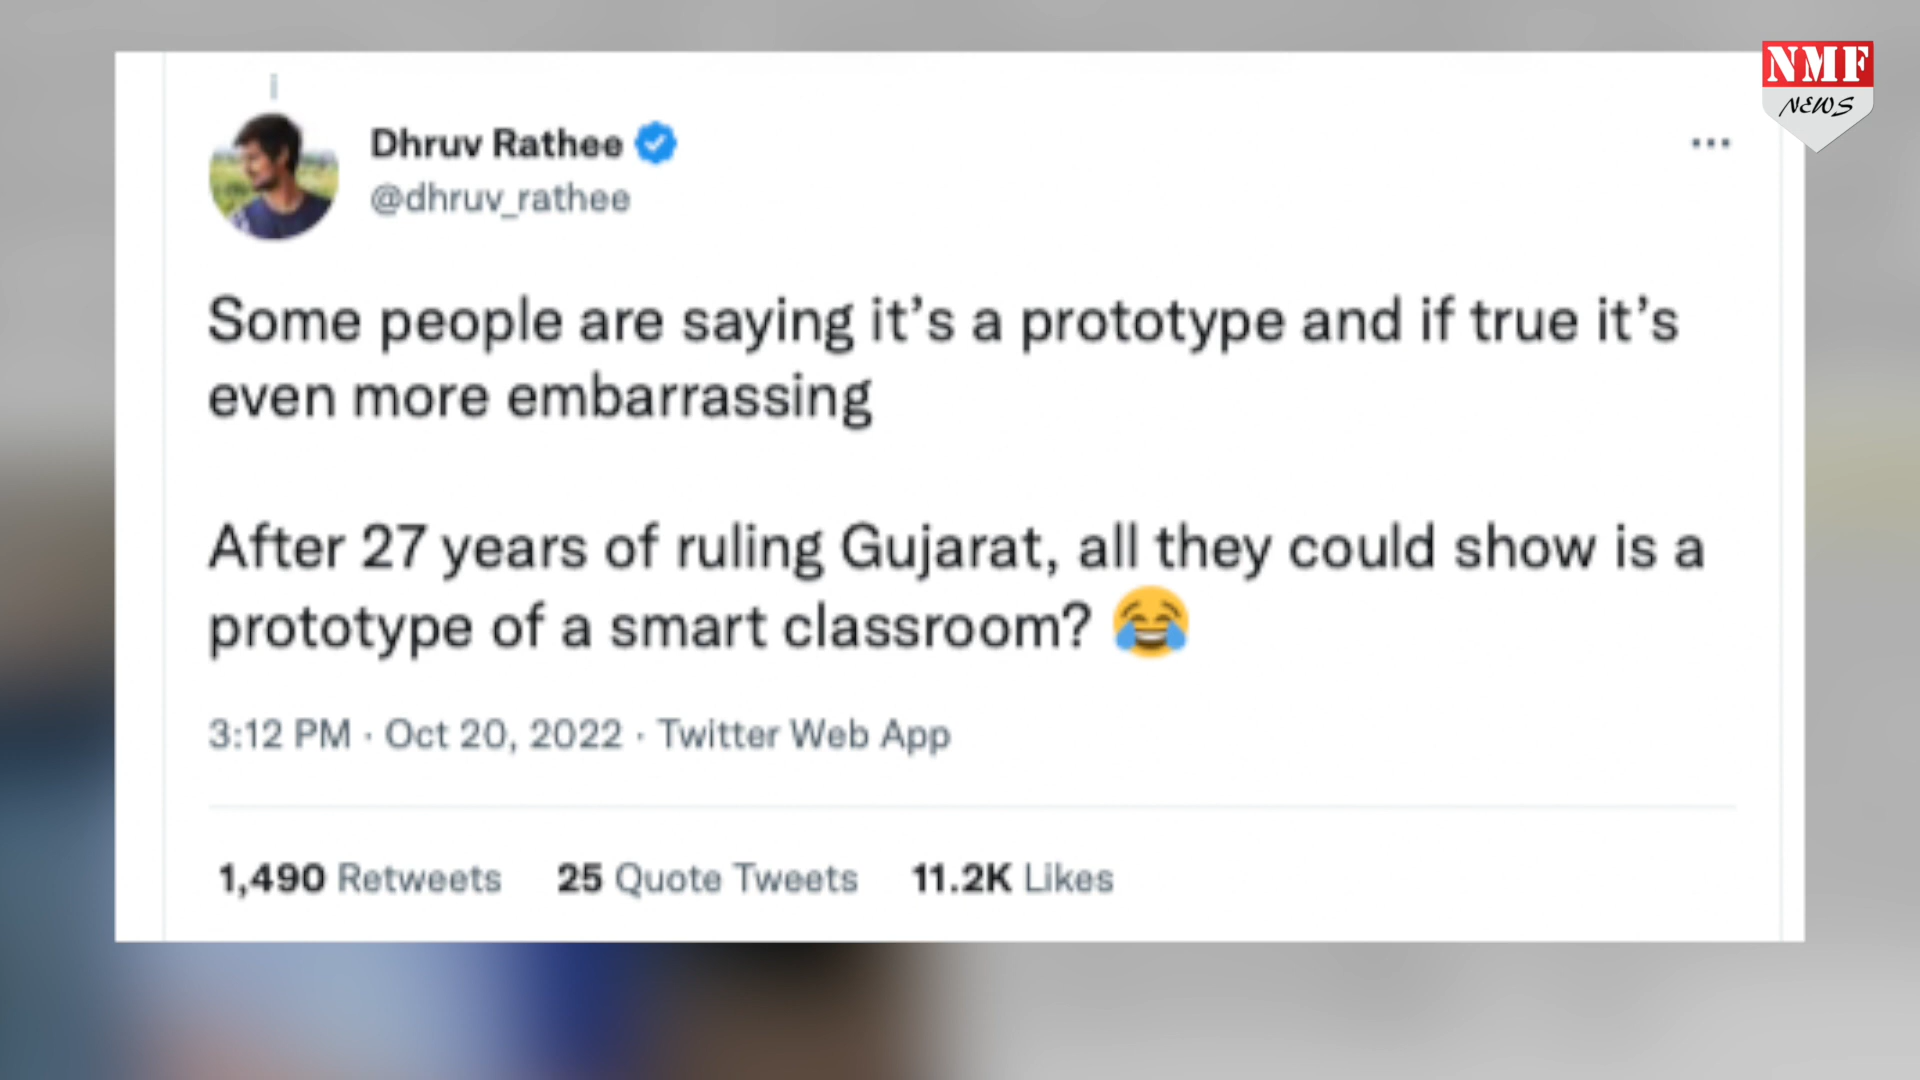 NMF
NEWS
Dhruv Rathee
@dhruv_rathee
Some people are saying it’s a prototype and if true it’s
even more embarrassing
After 27 years of ruling Gujarat, all they could show is a
prototype of a smart classroom? 😂
3:12 PM · Oct 20, 2022 · Twitter Web App
1,490 Retweets 25 Quote Tweets 11.2K Likes